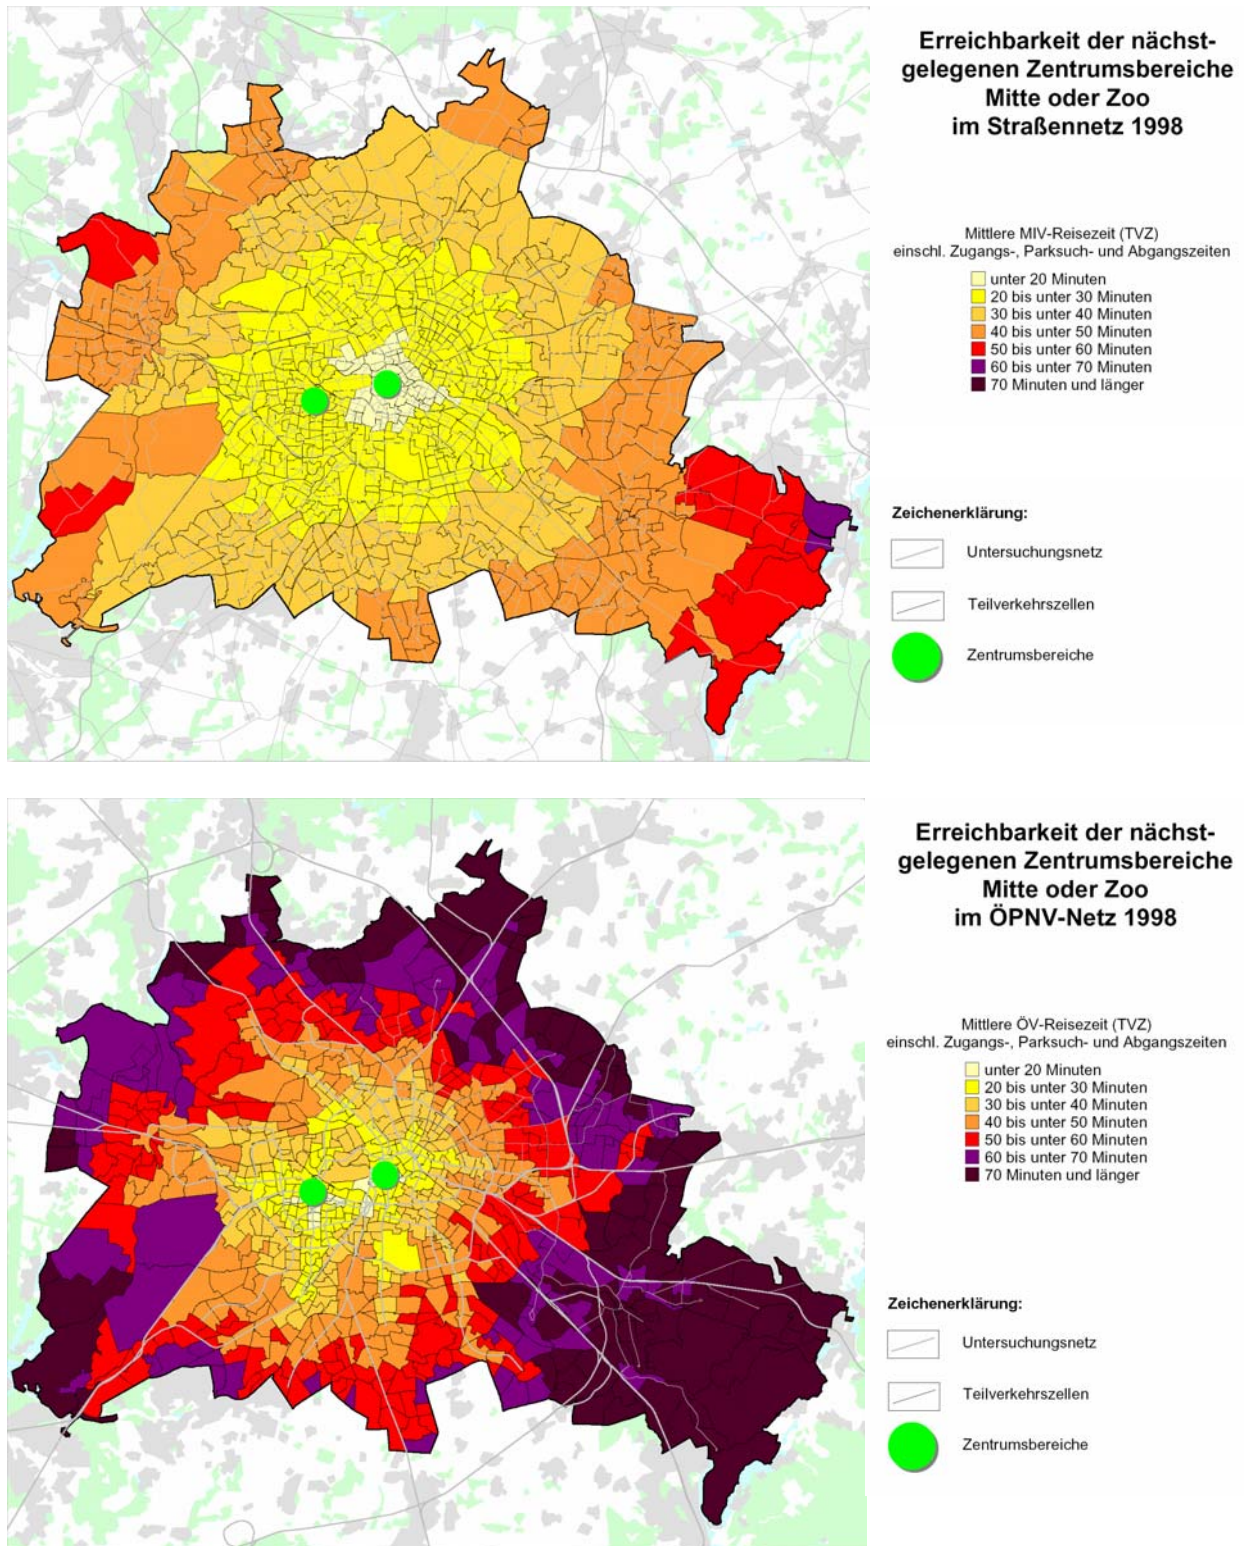 Erreichbarkeit der nächst-
gelegenen Zentrumsbereiche
Mitte oder Zoo
im Straßennetz 1998
Mittlere MIV-Reisezeit (TVZ)
einschl. Zugangs-, Parksuch- und Abgangszeiten
unter 20 Minuten
20 bis unter 30 Minuten
30 bis unter 40 Minuten
40 bis unter 50 Minuten
50 bis unter 60 Minuten
60 bis unter 70 Minuten
70 Minuten und länger
Zeichenerklärung:
Untersuchungsnetz
Teilverkehrszellen
Zentrumsbereiche
Erreichbarkeit der nächst-
gelegenen Zentrumsbereiche
Mitte oder Zoo
im ÖPNV-Netz 1998
Mittlere ÖV-Reisezeit (TVZ)
einschl. Zugangs-, Parksuch- und Abgangszeiten
unter 20 Minuten
20 bis unter 30 Minuten
30 bis unter 40 Minuten
40 bis unter 50 Minuten
50 bis unter 60 Minuten
60 bis unter 70 Minuten
70 Minuten und länger
Zeichenerklärung:
Untersuchungsnetz
Teilverkehrszellen
Zentrumsbereiche